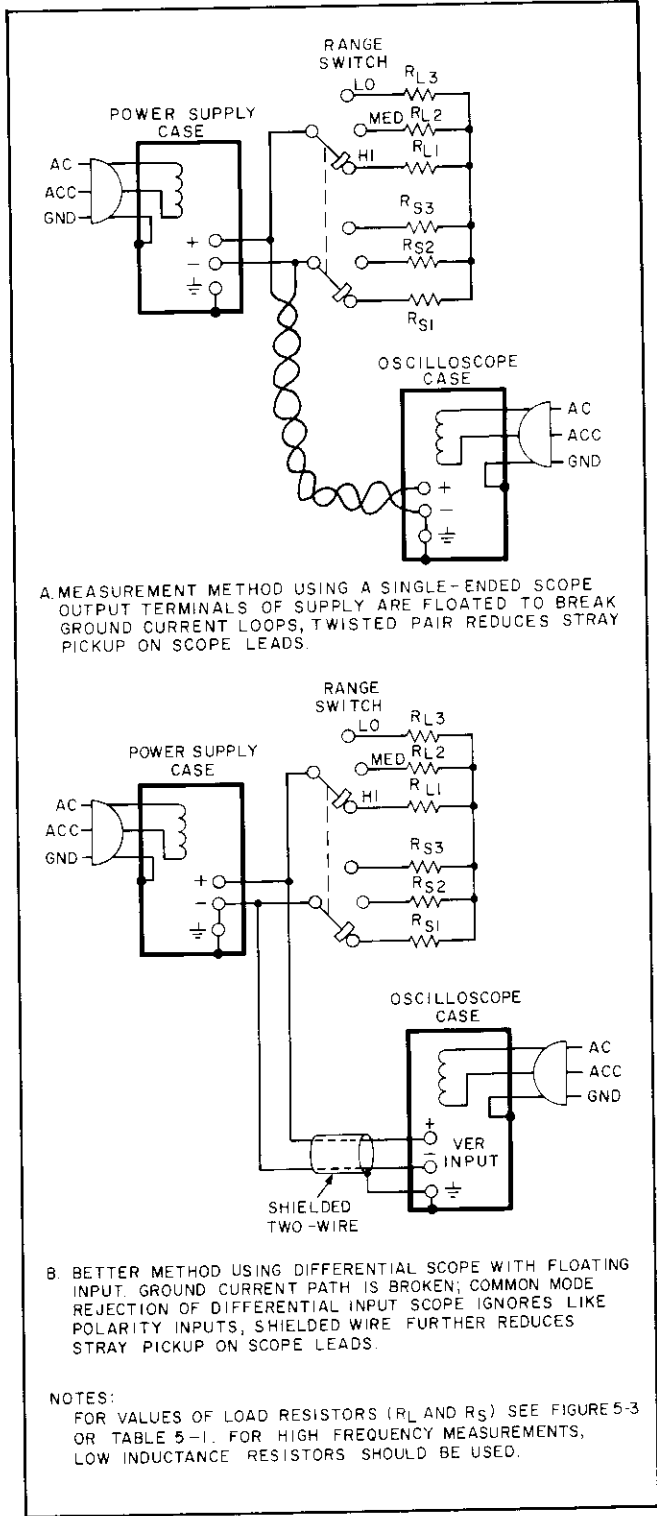 RANGE
SWITCH
LO RL3
POWER SUPPLY
CASE
MED RL2
HI RL1
AC
ACC
GND
RS3
+
RS2
−
⏚
RS1
OSCILLOSCOPE
CASE
AC
ACC
GND
+
−
⏚
A. MEASUREMENT METHOD USING A SINGLE-ENDED SCOPE
OUTPUT TERMINALS OF SUPPLY ARE FLOATED TO BREAK
GROUND CURRENT LOOPS, TWISTED PAIR REDUCES STRAY
PICKUP ON SCOPE LEADS.
RANGE
SWITCH
LO RL3
POWER SUPPLY
CASE
MED RL2
HI RL1
AC
ACC
GND
RS3
+
RS2
−
⏚
RS1
OSCILLOSCOPE
CASE
AC
ACC
GND
+
VER
INPUT
−
⏚
SHIELDED
TWO-WIRE
B. BETTER METHOD USING DIFFERENTIAL SCOPE WITH FLOATING
INPUT. GROUND CURRENT PATH IS BROKEN; COMMON MODE
REJECTION OF DIFFERENTIAL INPUT SCOPE IGNORES LIKE
POLARITY INPUTS, SHIELDED WIRE FURTHER REDUCES
STRAY PICKUP ON SCOPE LEADS.
NOTES:
FOR VALUES OF LOAD RESISTORS (RL AND RS) SEE FIGURE 5-3
OR TABLE 5-1. FOR HIGH FREQUENCY MEASUREMENTS,
LOW INDUCTANCE RESISTORS SHOULD BE USED.